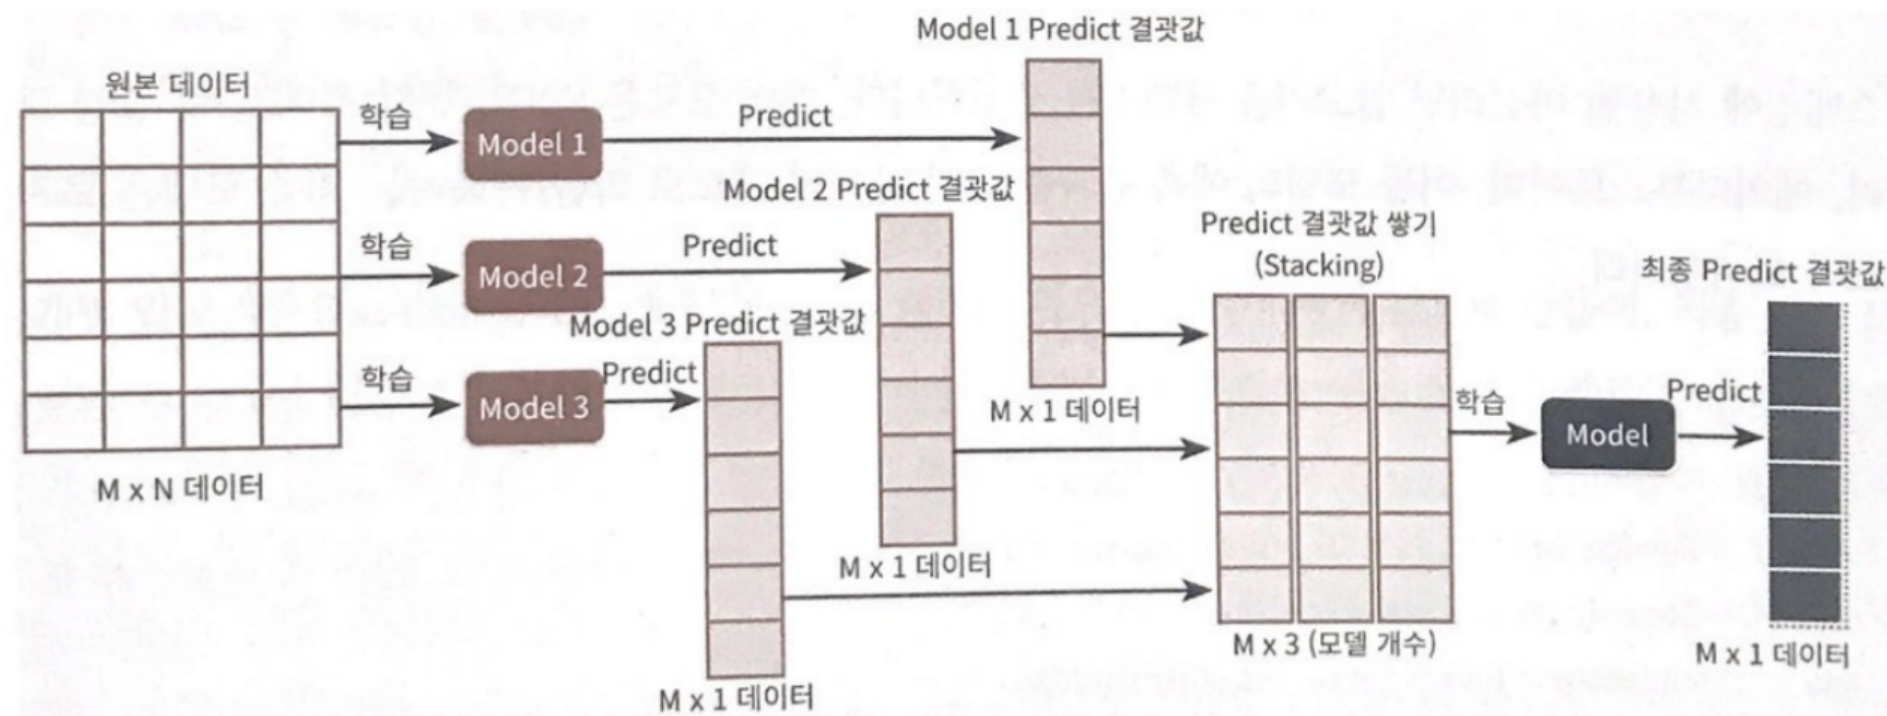 원본 데이터
M x N 데이터
학습
Model 1
Predict
Model 1 Predict 결괏값
M x 1 데이터
학습
Model 2
Predict
Model 2 Predict 결괏값
M x 1 데이터
학습
Model 3
Predict
Model 3 Predict 결괏값
M x 1 데이터
Predict 결괏값 쌓기
(Stacking)
M x 3 (모델 개수)
학습
Model
Predict
최종 Predict 결괏값
M x 1 데이터